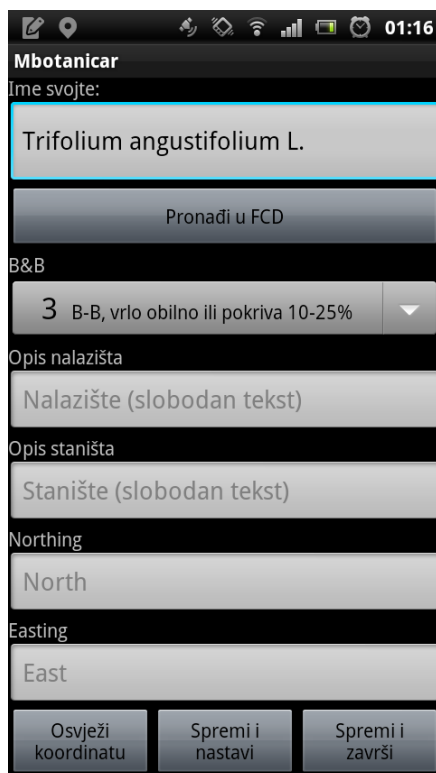 01:16
Mbotanicar
Ime svojte:
Trifolium angustifolium L.
Pronađi u FCD
B&B
3 B-B, vrlo obilno ili pokriva 10-25%
Opis nalazišta
Nalazište (slobodan tekst)
Opis staništa
Stanište (slobodan tekst)
Northing
North
Easting
East
Osvježi koordinatu
Spremi i nastavi
Spremi i završi